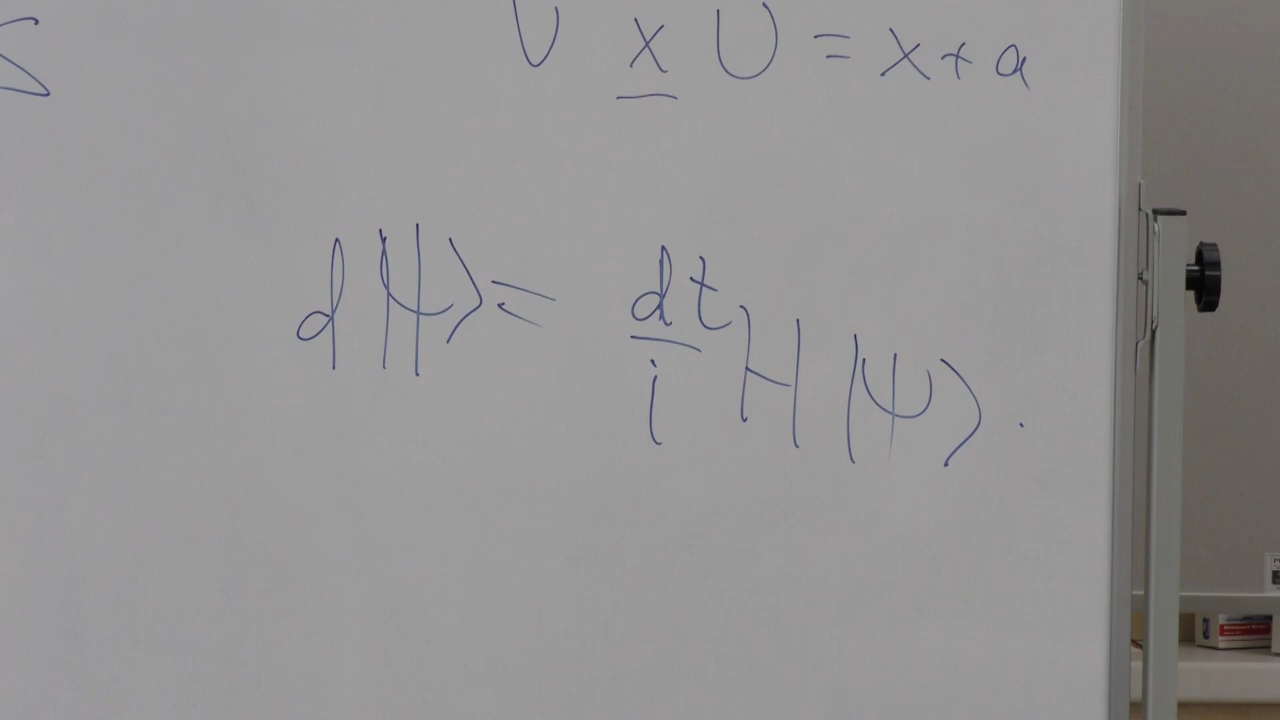 S
U x U = x + a
d|ψ> = dt/i H|ψ>.